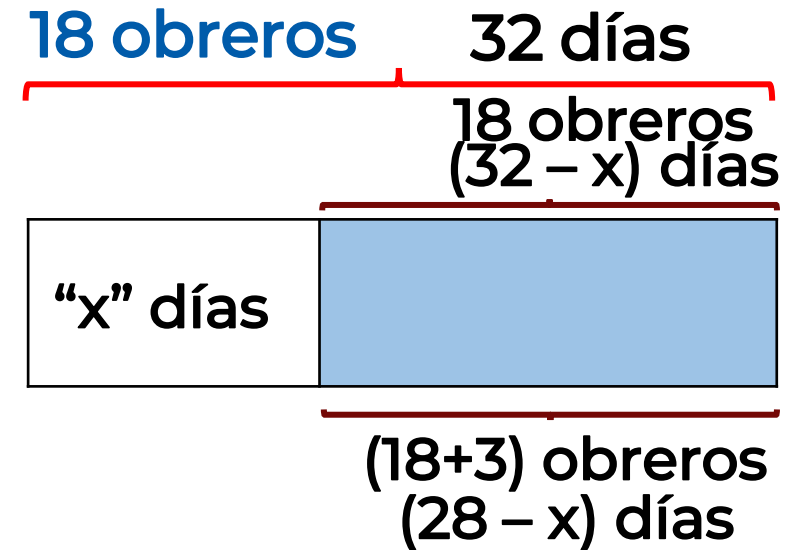 18 obreros 32 días
18 obreros
(32 – x) días
“x” días
(18+3) obreros
(28 – x) días